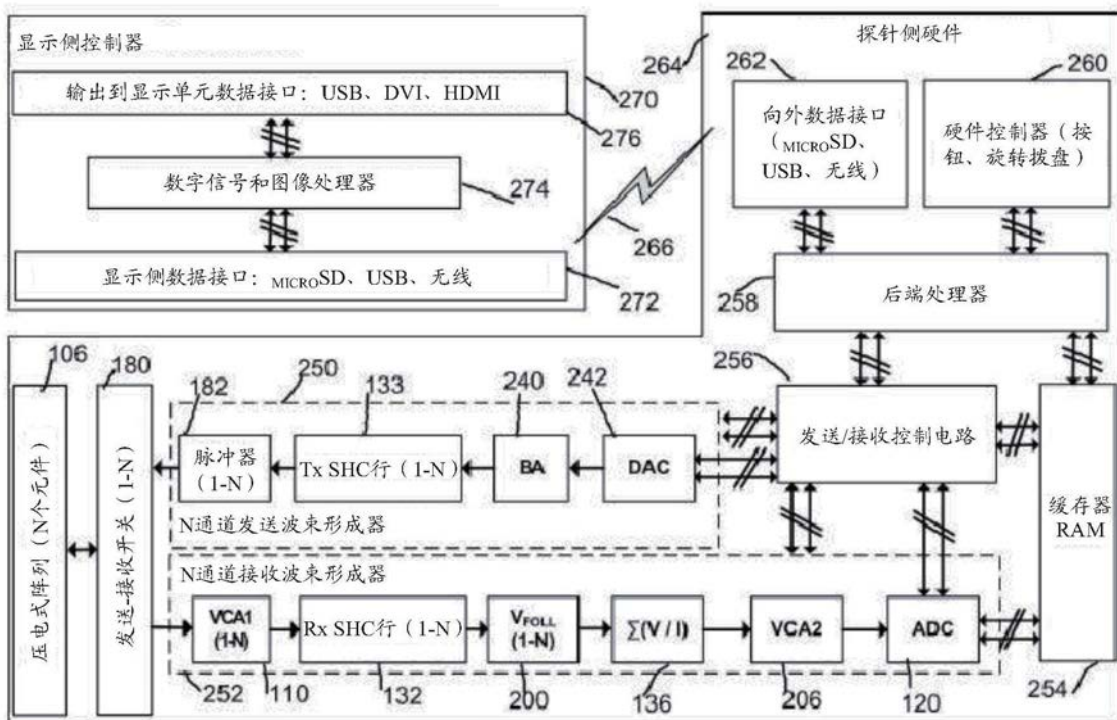 显示侧控制器
输出到显示单元数据接口：USB、DVI、HDMI
270
276
数字信号和图像处理器
274
266
显示侧数据接口：MICROSD、USB、无线
272
探针侧硬件
264
262
260
向外数据接口
（MICROSD、
USB、无线）
硬件控制器（按
钮、旋转拨盘）
258
后端处理器
106
180
182
250
133
240
242
256
压电式阵列（N个元件）
发送-接收开关（1-N）
脉冲器
（1-N）
Tx SHC行（1-N）
BA
DAC
发送/接收控制电路
缓存器
RAM
N通道发送波束形成器
N通道接收波束形成器
VCA1
(1-N)
Rx SHC行（1-N）
VFOLL
(1-N)
∑(V / I)
VCA2
ADC
252
110
132
200
136
206
120
254